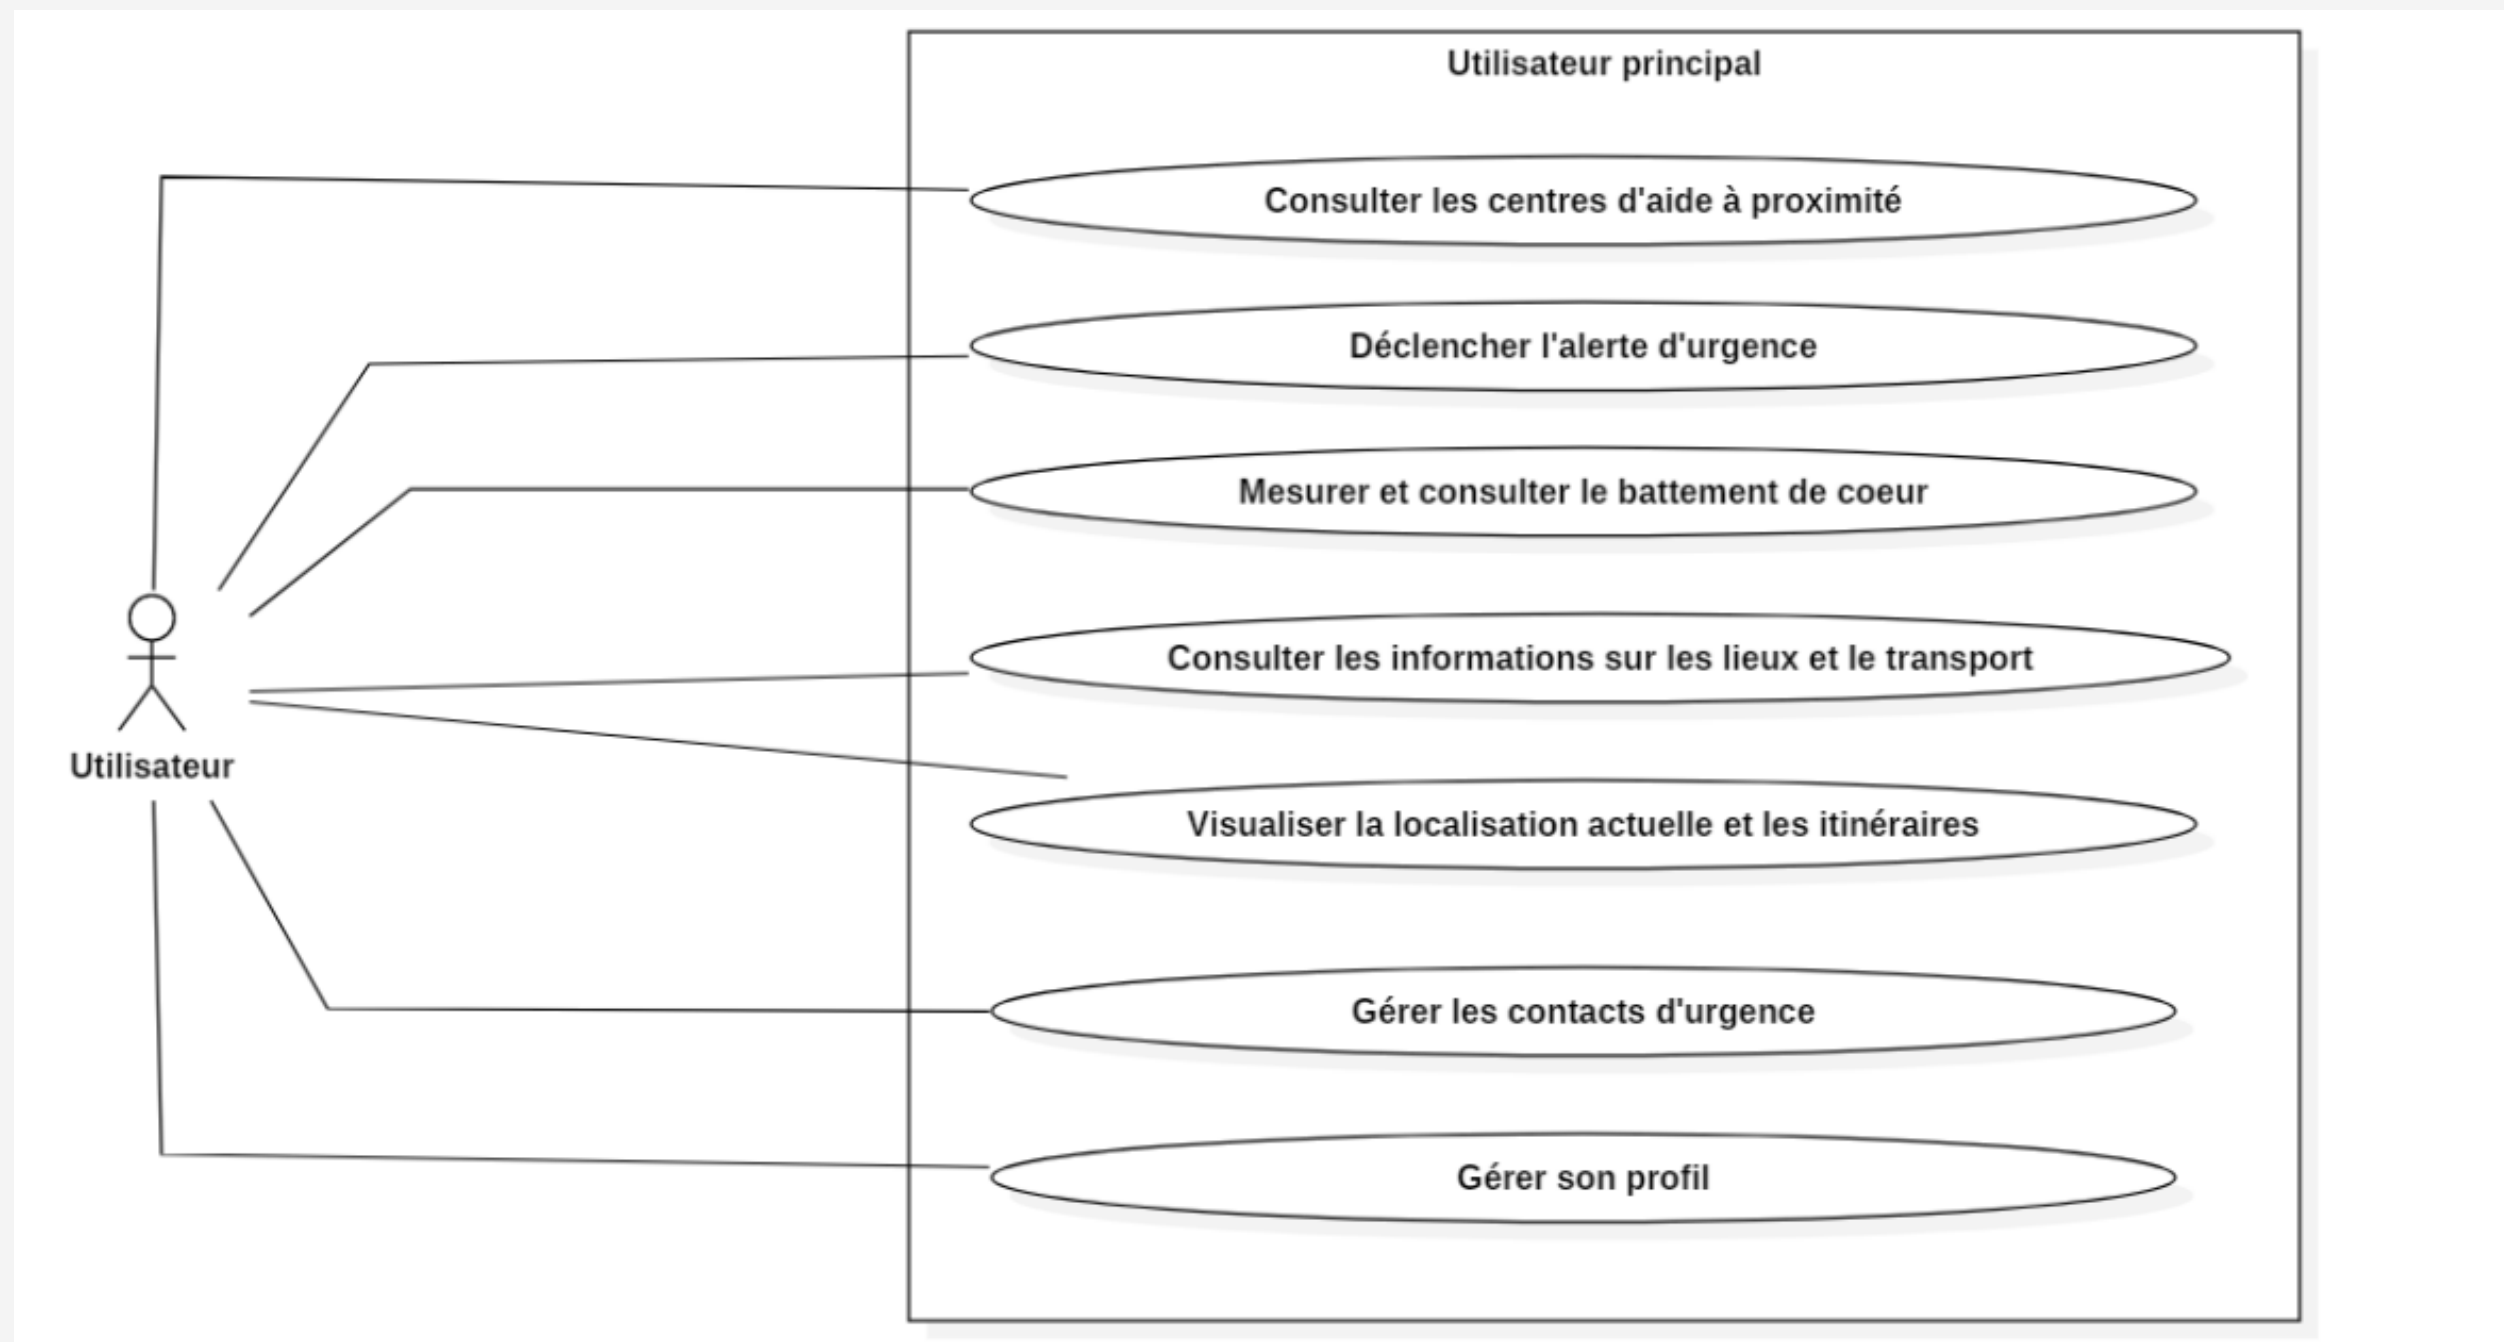 Utilisateur principal
Consulter les centres d'aide à proximité
Déclencher l'alerte d'urgence
Mesurer et consulter le battement de coeur
Consulter les informations sur les lieux et le transport
Utilisateur
Visualiser la localisation actuelle et les itinéraires
Gérer les contacts d'urgence
Gérer son profil